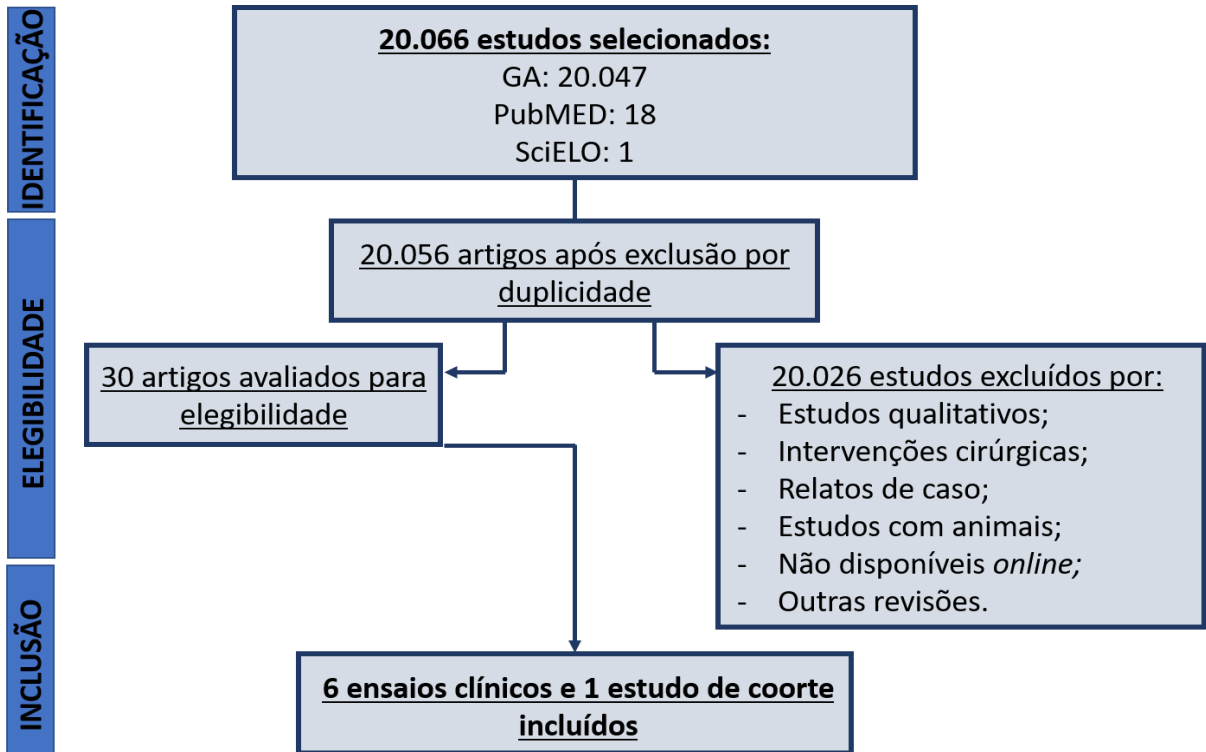 IDENTIFICAÇÃO
20.066 estudos selecionados:
GA: 20.047
PubMED: 18
SciELO: 1
ELEGIBILIDADE
20.056 artigos após exclusão por
duplicidade
30 artigos avaliados para
elegibilidade
20.026 estudos excluídos por:
- Estudos qualitativos;
- Intervenções cirúrgicas;
- Relatos de caso;
- Estudos com animais;
- Não disponíveis online;
- Outras revisões.
INCLUSÃO
6 ensaios clínicos e 1 estudo de coorte
incluídos